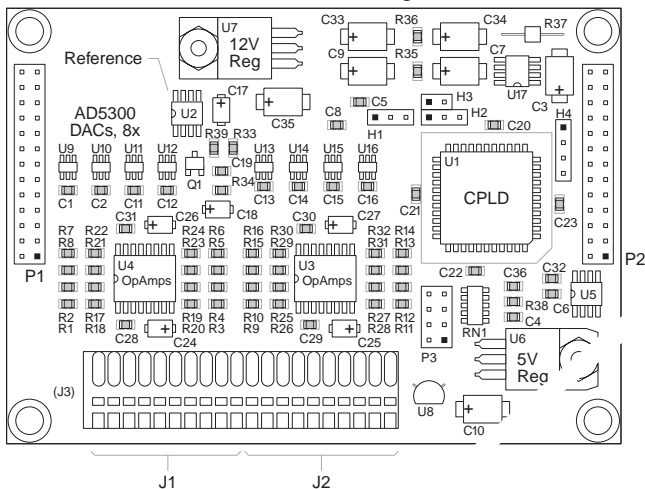 C33
R36
C34
R37
U7
12V
Reg
C9
R35
C7
Reference
U17
C3
C17
C5
H3
U2
AD5300
DACs, 8x
C35
C8
H1
H2
C20
H4
R39
R33
U9
U10
U11
U12
C19
U13
U14
U15
U16
U1
CPLD
Q1
R34
C1
C2
C11
C12
C13
C14
C15
C16
C21
C23
C31
C26
C18
C30
C27
R7
R22
R24
R6
R16
R30
R32
R14
R8
R21
R23
R5
R15
R29
R31
R13
U4
OpAmps
U3
OpAmps
P1
P2
C22
C36
C32
U5
R2
R17
R19
R4
R10
R25
R27
R12
R38
C6
R1
R18
R20
R3
R9
R26
R28
R11
RN1
C4
C28
C24
C29
C25
P3
U6
5V
Reg
(J3)
U8
C10
J1
J2